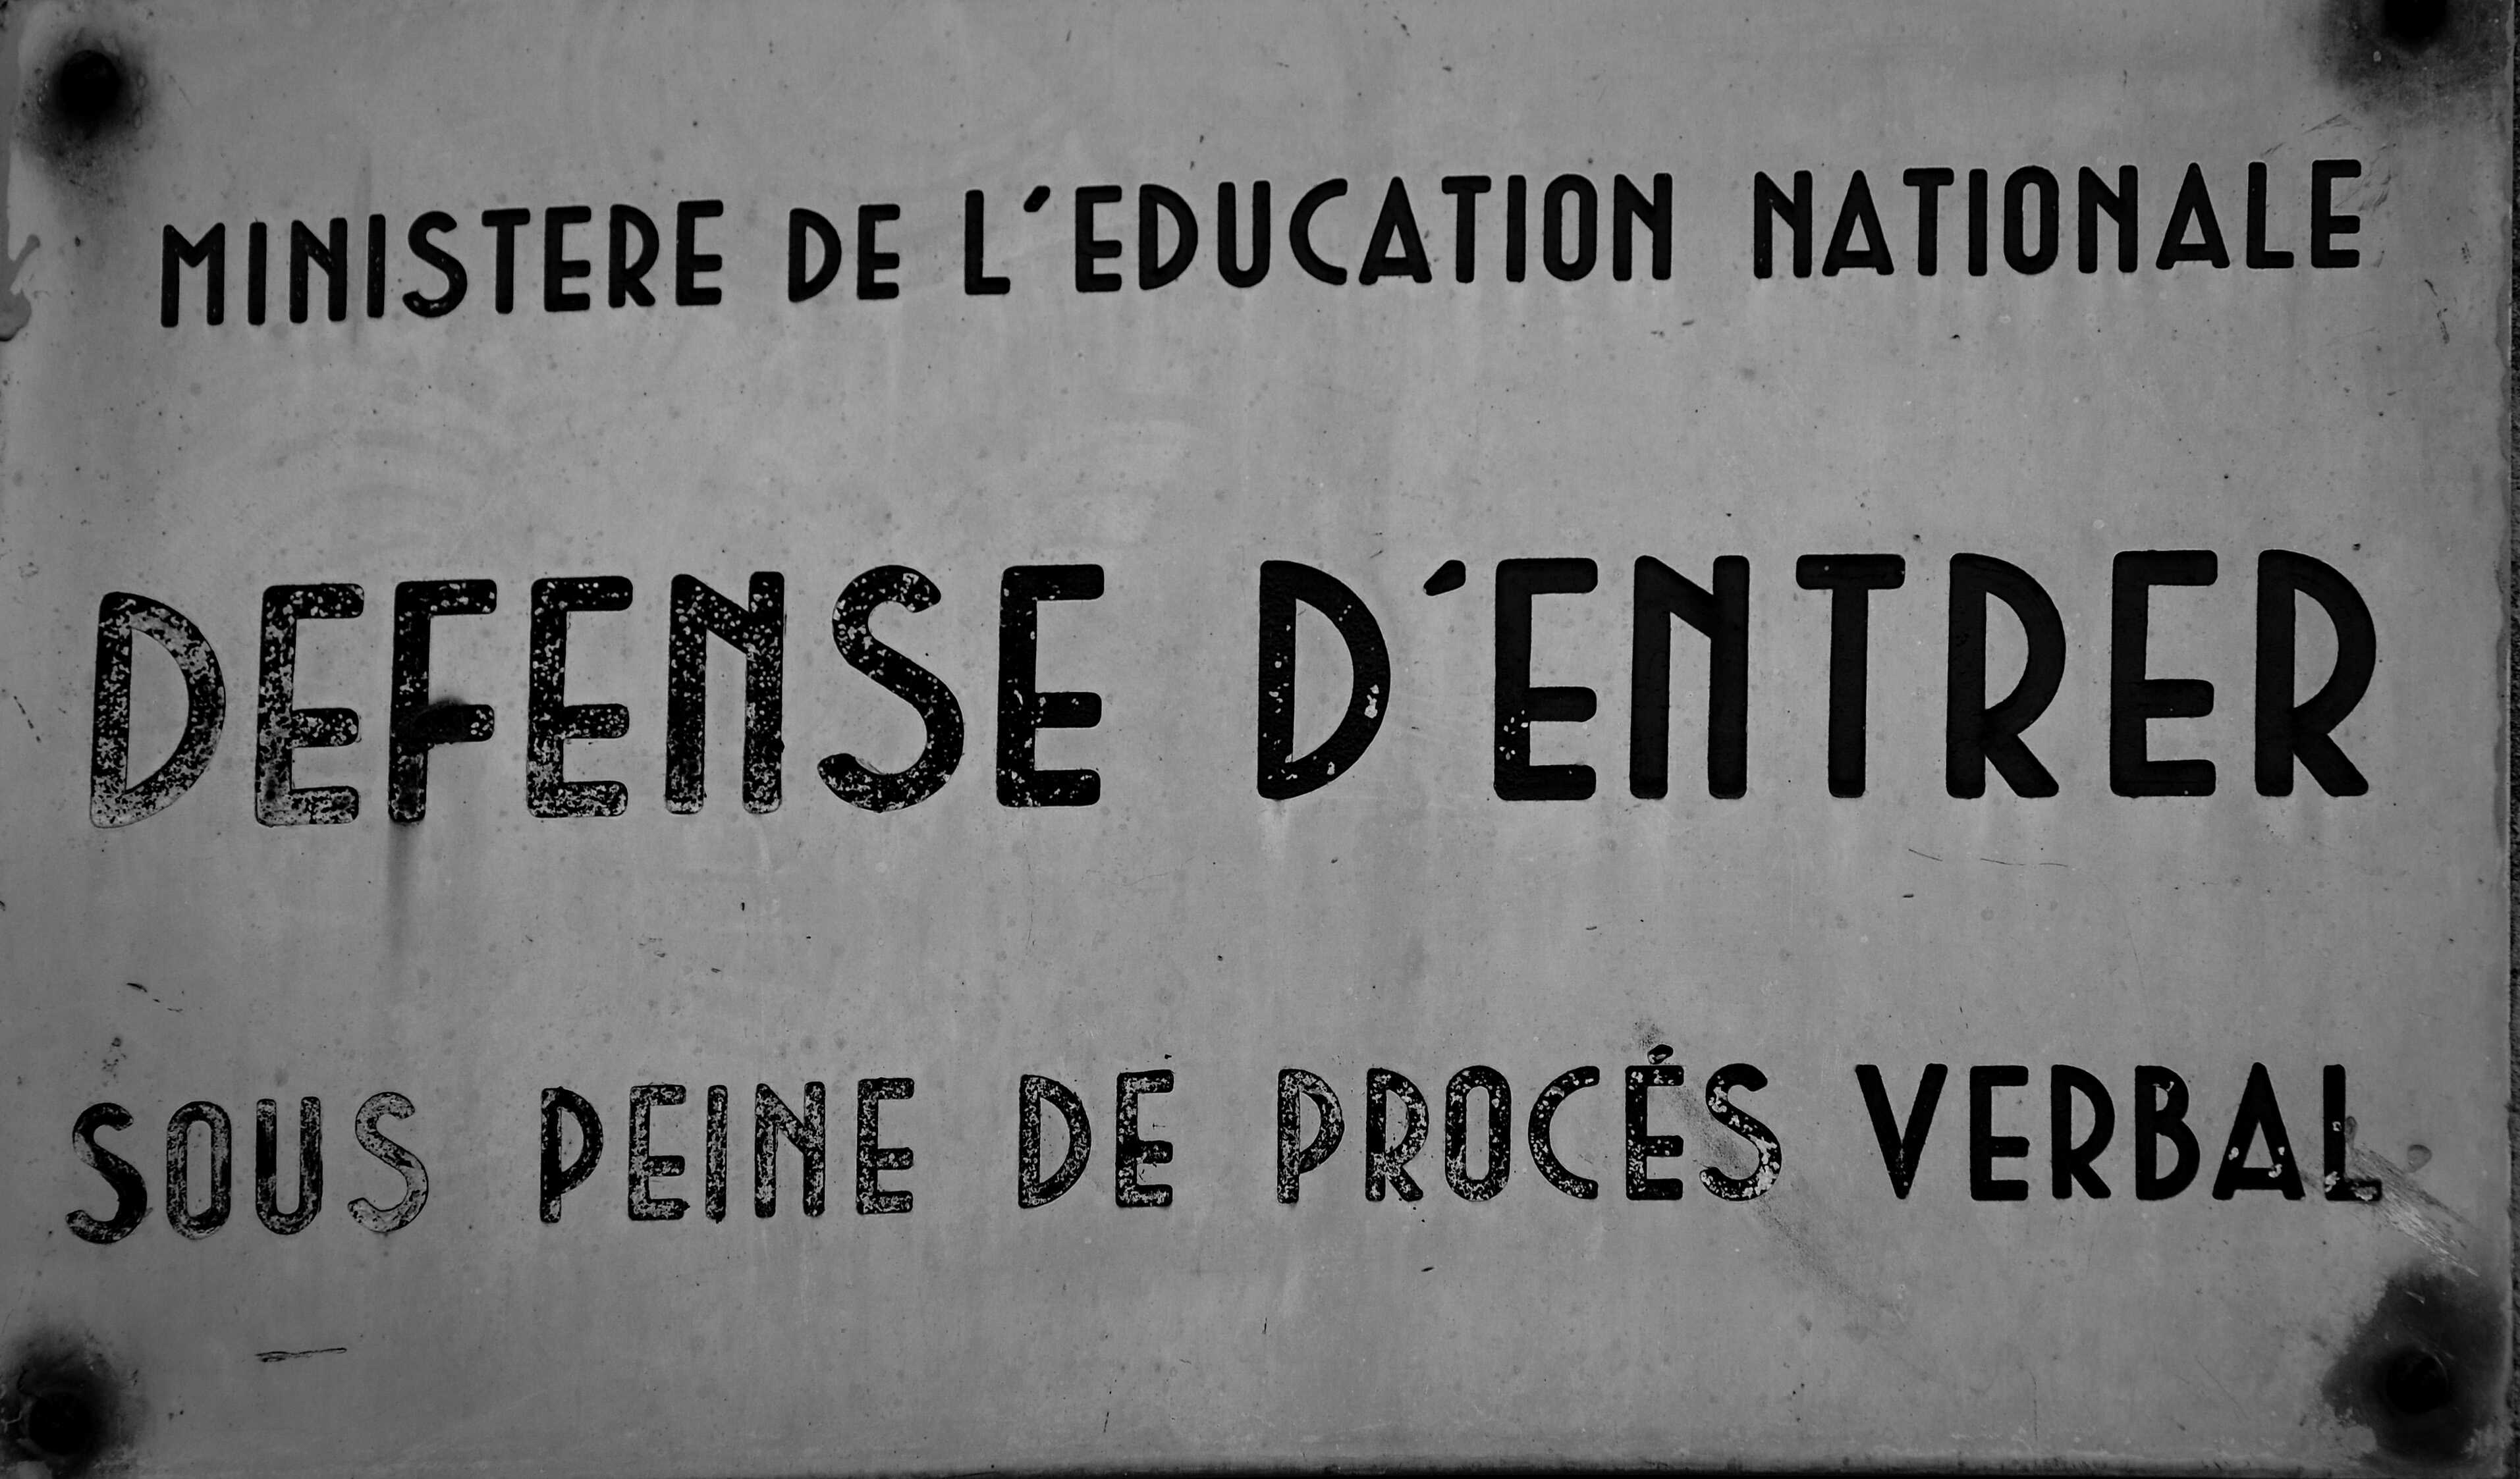 MINISTERE DE L'EDUCATION NATIONALE
DEFENSE D'ENTRER
SOUS PEINE DE PROCÉS VERBAL